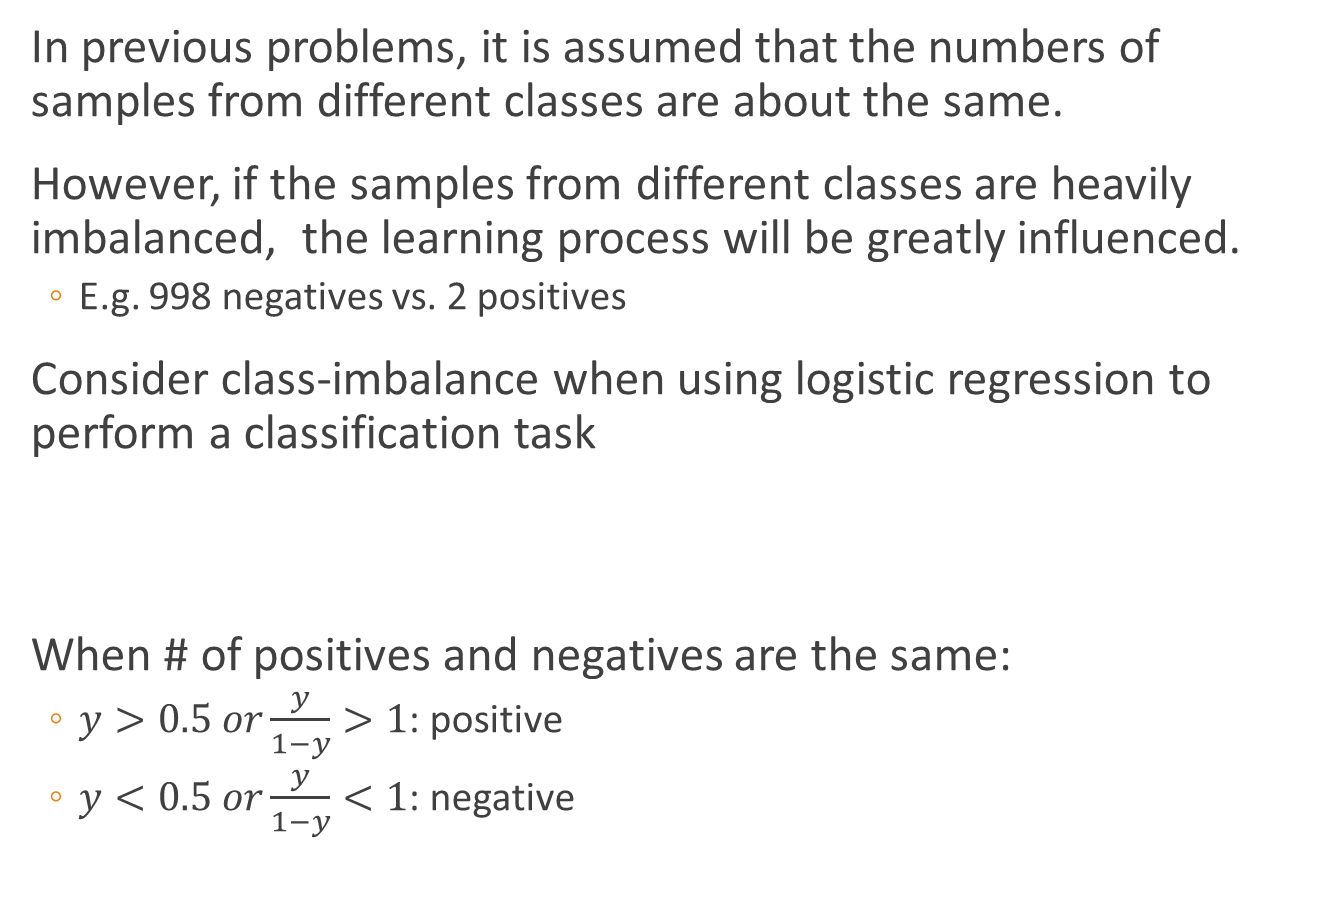 In previous problems, it is assumed that the numbers of
samples from different classes are about the same.
However, if the samples from different classes are heavily
imbalanced,  the learning process will be greatly influenced.
◦ E.g. 998 negatives vs. 2 positives
Consider class-imbalance when using logistic regression to
perform a classification task
When # of positives and negatives are the same:
◦ y > 0.5 or y/(1−y) > 1: positive
◦ y < 0.5 or y/(1−y) < 1: negative